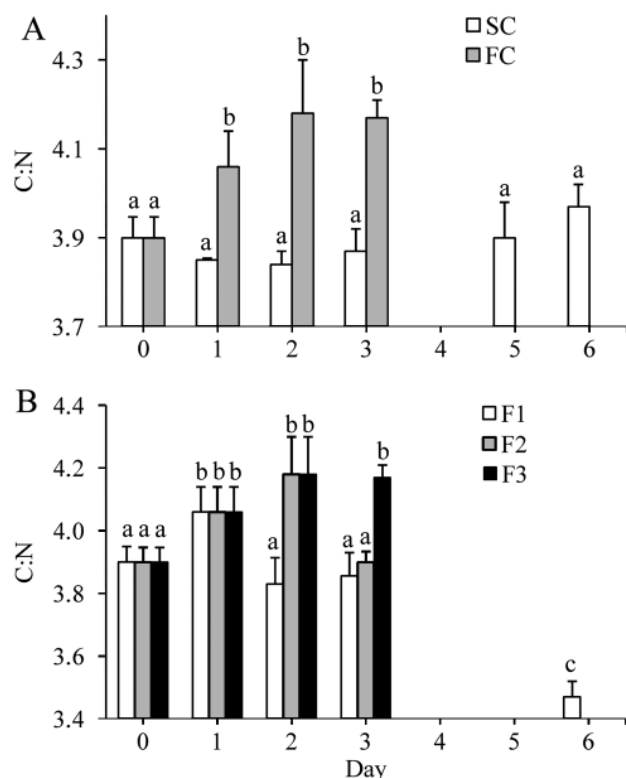 A
SC
FC
C:N
4.3
4.1
3.9
3.7
a a
a
b
a
b
a
b
a
a
0 1 2 3 4 5 6
B
F1
F2
F3
C:N
4.4
4.2
4.0
3.8
3.6
3.4
a a a
b b b
a
b b
a a
b
c
0 1 2 3 4 5 6
Day